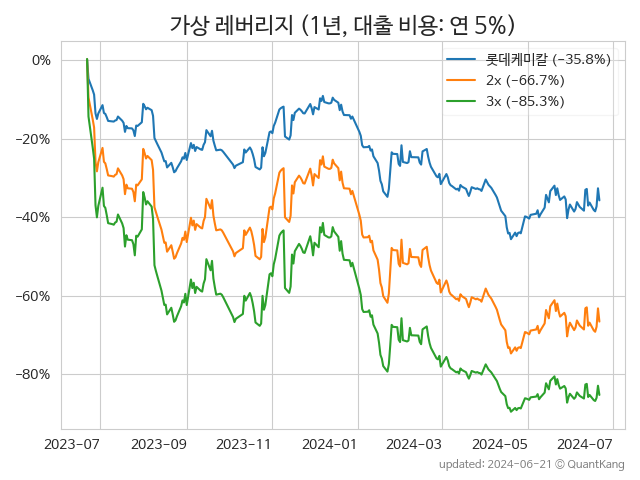 가상 레버리지 (1년, 대출 비용: 연 5%)
롯데케미칼 (−35.8%)
2x (−66.7%)
3x (−85.3%)
0%
−20%
−40%
−60%
−80%
2023−07 2023−09 2023−11 2024−01 2024−03 2024−05 2024−07
updated: 2024−06−21 © QuantKang